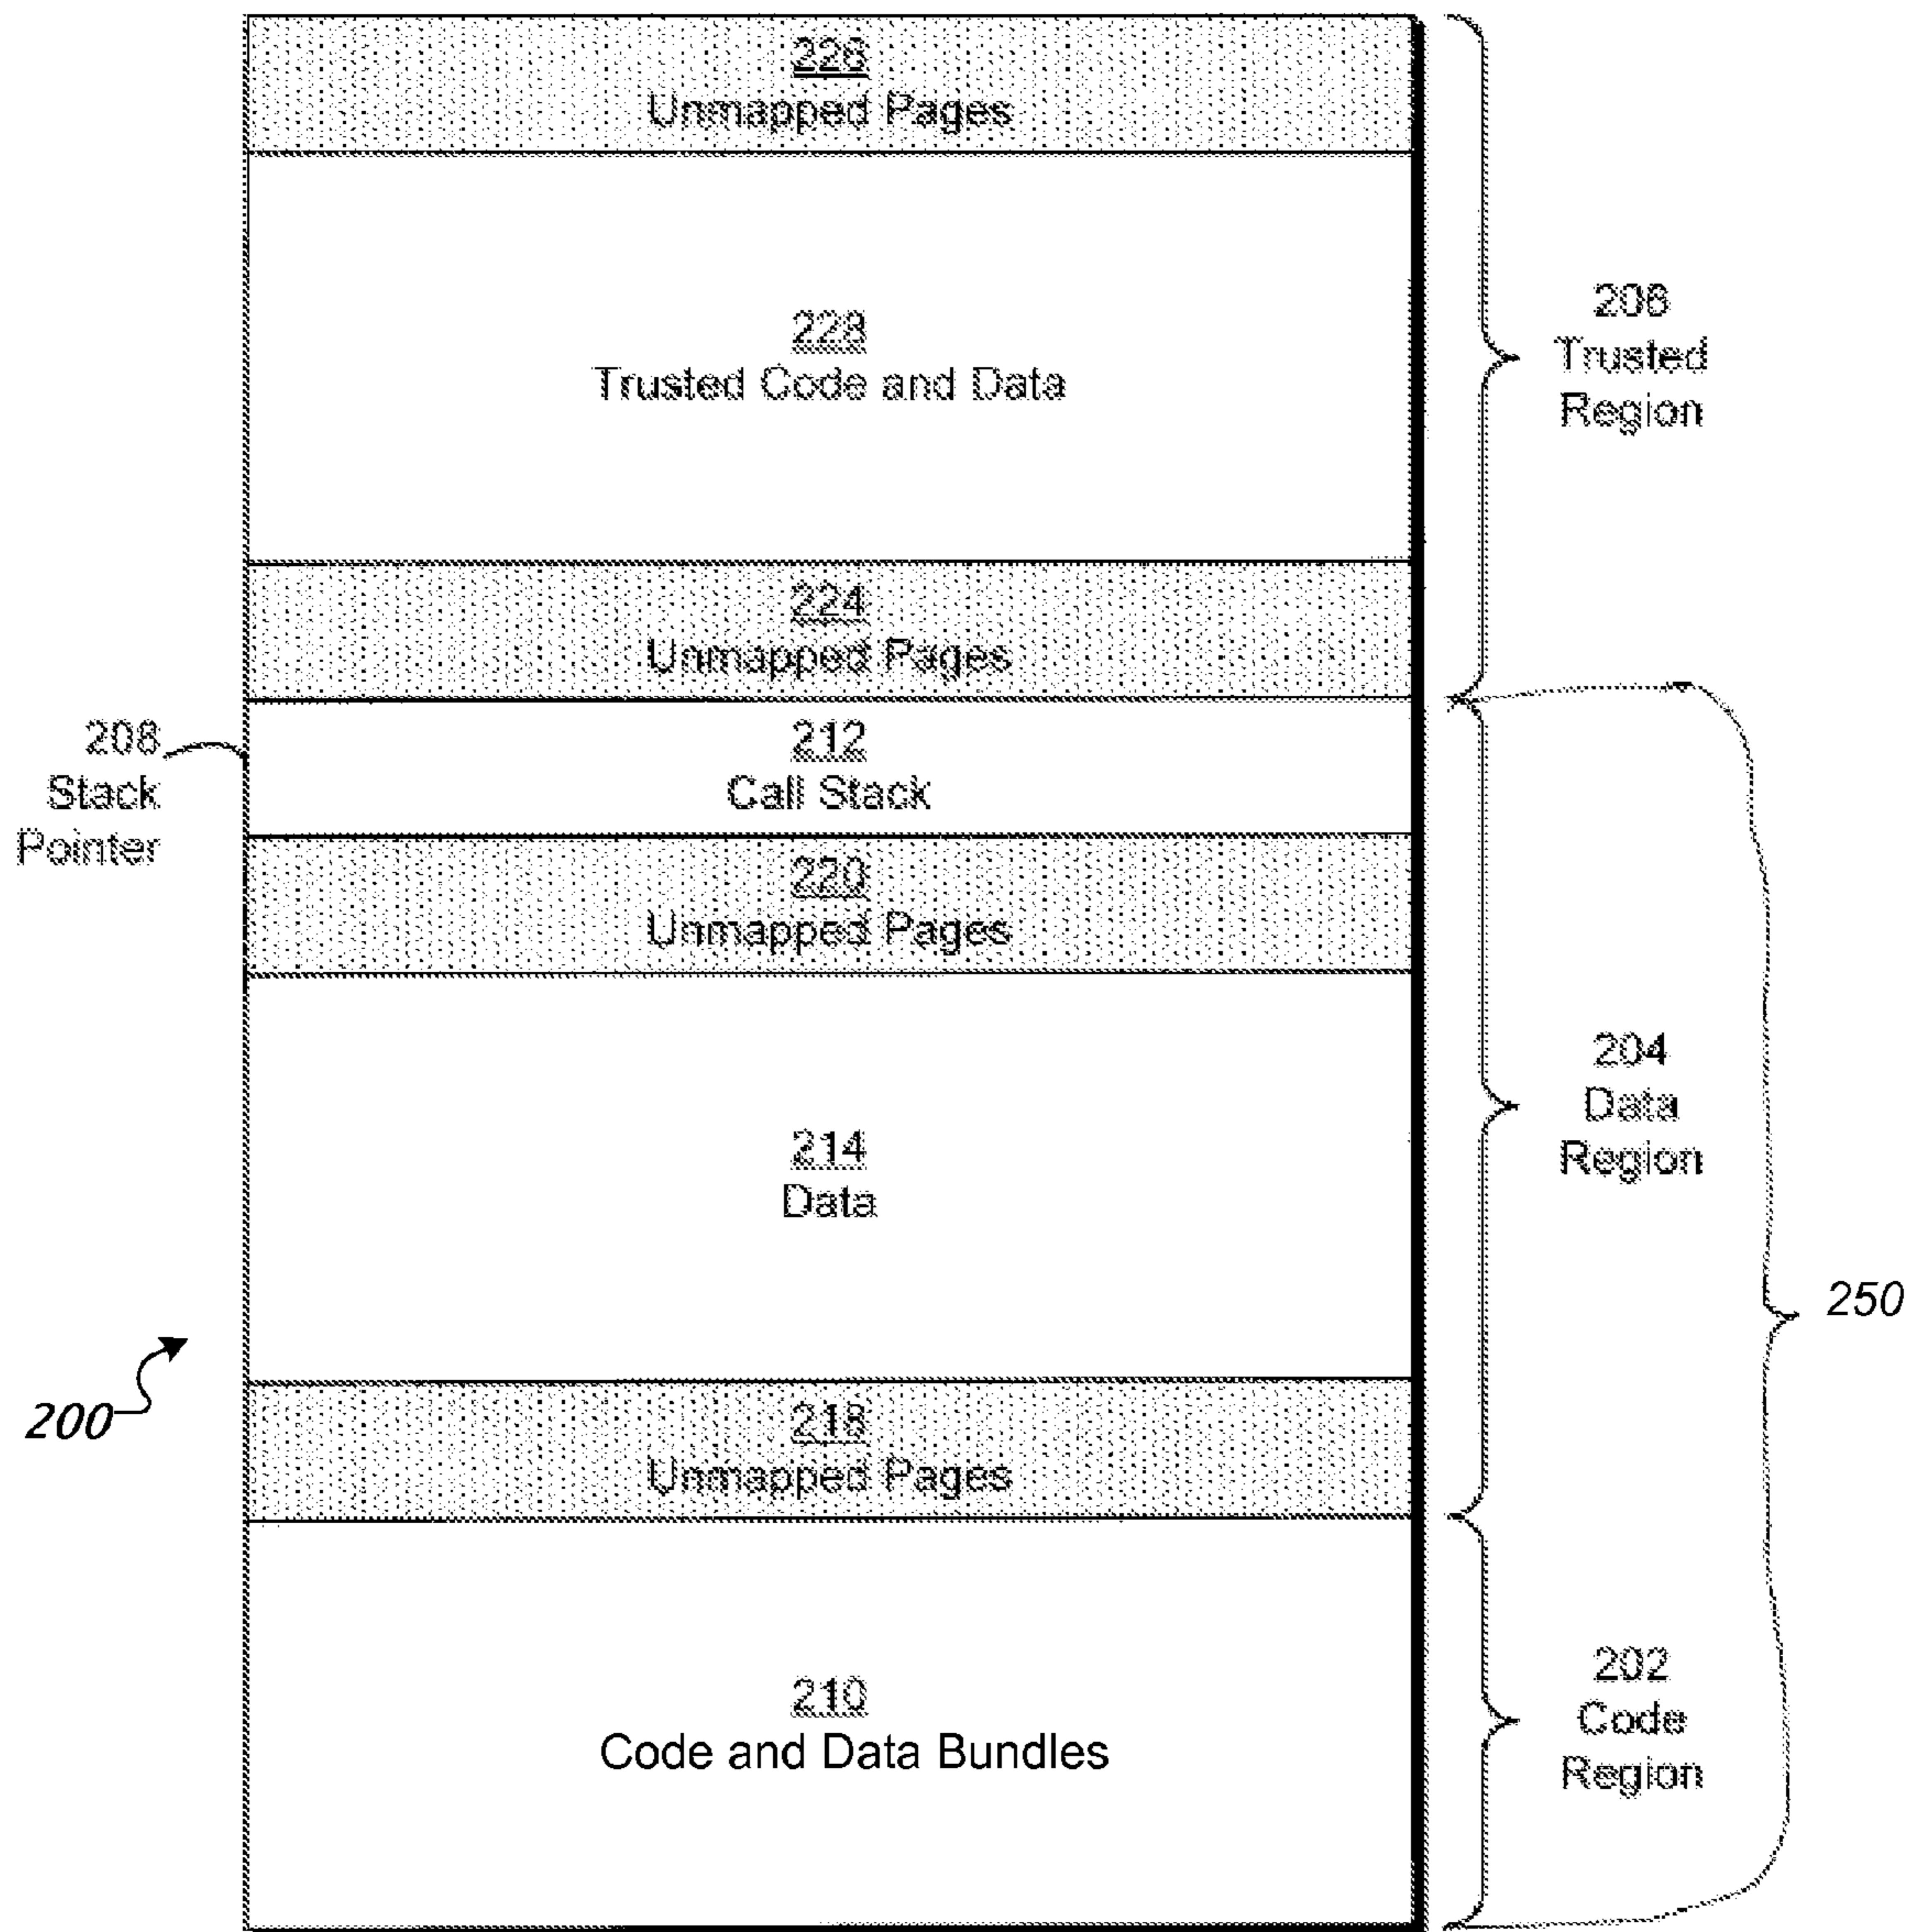 226
Unmapped Pages
228
Trusted Code and Data
206
Trusted
Region
224
Unmapped Pages
208
Stack
Pointer
212
Call Stack
220
Unmapped Pages
204
Data
Region
214
Data
250
200
218
Unmapped Pages
210
Code and Data Bundles
202
Code
Region